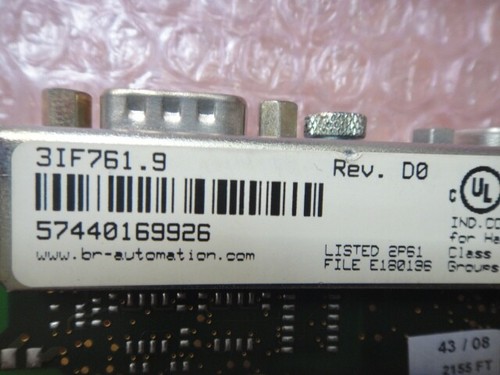 3IF761.9
Rev. D0
57440169926
www.br-automation.com
LISTED 2P61
FILE E180196
C UL
IND.CO
for Ha
Class
Groups
43 / 08
2155 FT